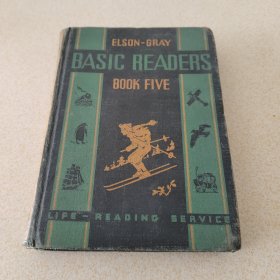 ELSON-GRAY
BASIC READERS
BOOK FIVE
LIFE-READING SERVICE